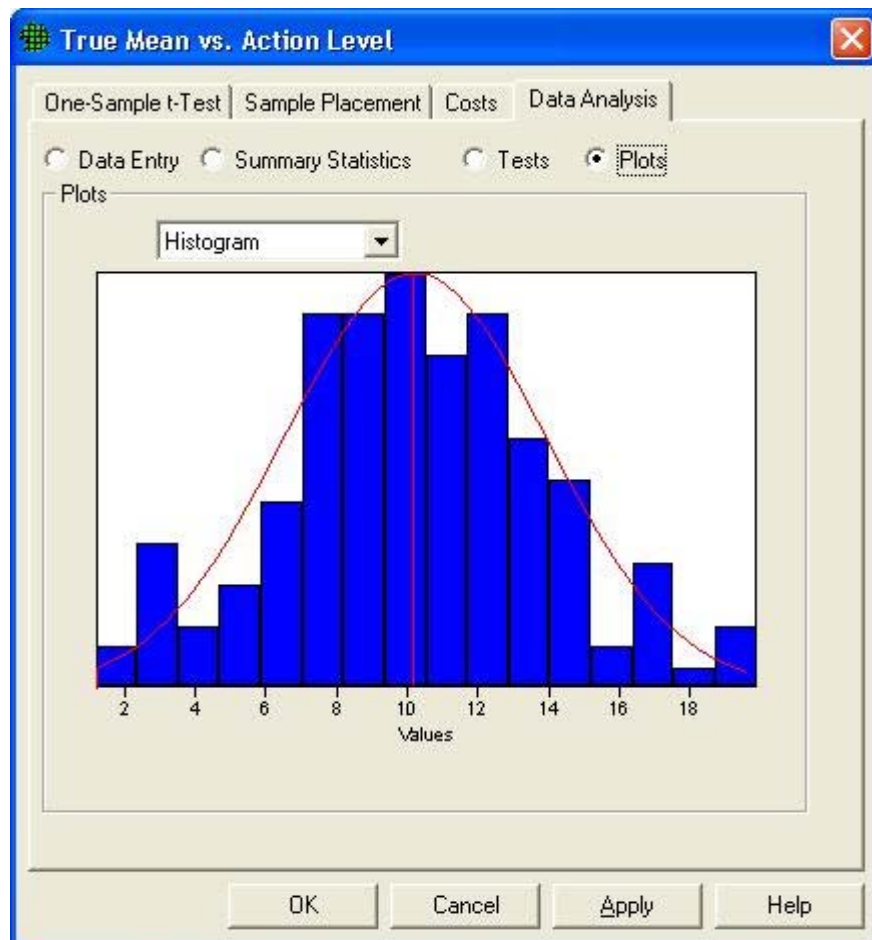 True Mean vs. Action Level
One-Sample t-Test Sample Placement Costs Data Analysis
Data Entry Summary Statistics Tests Plots
Plots
Histogram
2 4 6 8 10 12 14 16 18
Values
OK Cancel Apply Help